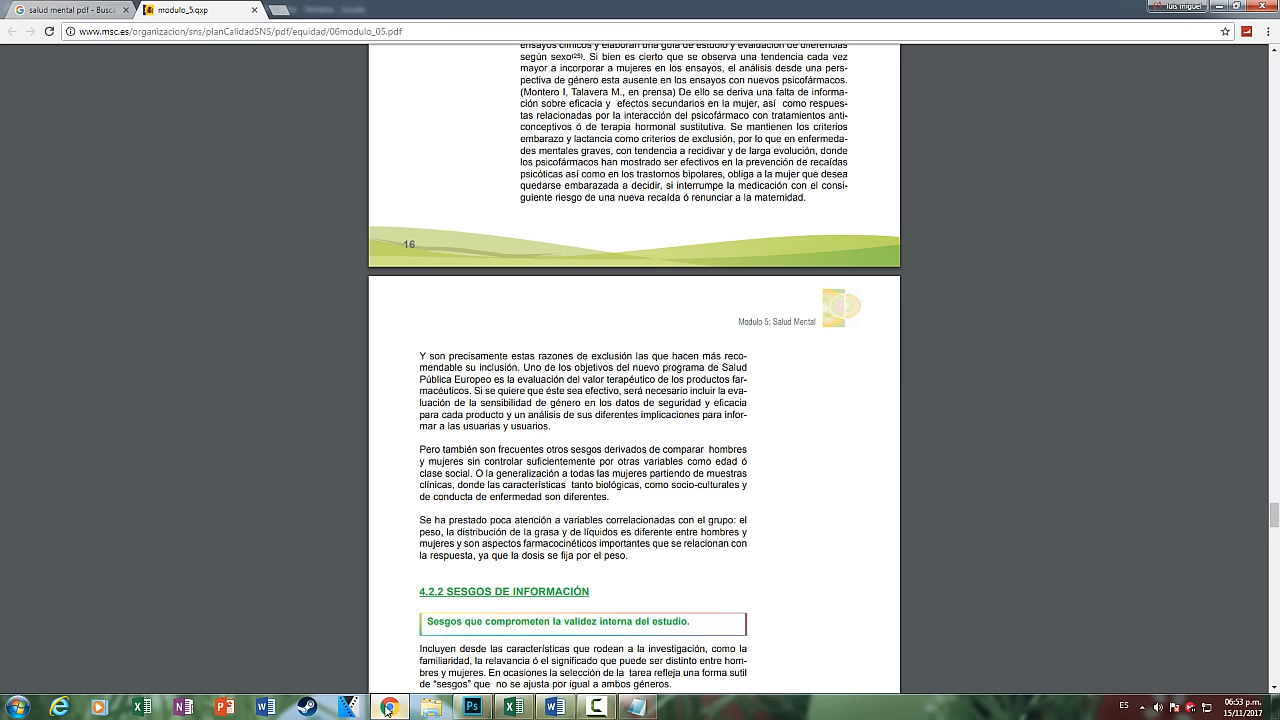 salud mental pdf - Busca
modulo_5.qxp
luis miguel
www.msc.es/organizacion/sns/planCalidadSNS/pdf/equidad/06modulo_05.pdf
ensayos clínicos y elaboran una guía de estudio y evaluación de diferencias
según sexo(25). Si bien es cierto que se observa una tendencia cada vez
mayor a incorporar a mujeres en los ensayos, el análisis desde una pers-
pectiva de género esta ausente en los ensayos con nuevos psicofármacos.
(Montero I, Talavera M., en prensa) De ello se deriva una falta de informa-
ción sobre eficacia y efectos secundarios en la mujer, así como respues-
tas relacionadas por la interacción del psicofármaco con tratamientos anti-
conceptivos ó de terapia hormonal sustitutiva. Se mantienen los criterios
embarazo y lactancia como criterios de exclusión, por lo que en enfermeda-
des mentales graves, con tendencia a recidivar y de larga evolución, donde
los psicofármacos han mostrado ser efectivos en la prevención de recaídas
psicóticas así como en los trastornos bipolares, obliga a la mujer que desea
quedarse embarazada a decidir, si interrumpe la medicación con el consi-
guiente riesgo de una nueva recaída ó renunciar a la maternidad.
16
Modulo 5: Salud Mental
Y son precisamente estas razones de exclusión las que hacen más reco-
mendable su inclusión. Uno de los objetivos del nuevo programa de Salud
Pública Europeo es la evaluación del valor terapéutico de los productos far-
macéuticos. Si se quiere que éste sea efectivo, será necesario incluir la eva-
luación de la sensibilidad de género en los datos de seguridad y eficacia
para cada producto y un análisis de sus diferentes implicaciones para infor-
mar a las usuarias y usuarios.
Pero también son frecuentes otros sesgos derivados de comparar hombres
y mujeres sin controlar suficientemente por otras variables como edad ó
clase social. O la generalización a todas las mujeres partiendo de muestras
clínicas, donde las características tanto biológicas, como socio-culturales y
de conducta de enfermedad son diferentes.
Se ha prestado poca atención a variables correlacionadas con el grupo: el
peso, la distribución de la grasa y de líquidos es diferente entre hombres y
mujeres y son aspectos farmacocinéticos importantes que se relacionan con
la respuesta, ya que la dosis se fija por el peso.
4.2.2 SESGOS DE INFORMACIÓN
Sesgos que comprometen la validez interna del estudio.
Incluyen desde las características que rodean a la investigación, como la
familiaridad, la relavancia ó el significado que puede ser distinto entre hom-
bres y mujeres. En ocasiones la selección de la tarea refleja una forma sutil
de “sesgos” que no se ajusta por igual a ambos géneros.
ES
06:53 p.m.
15/11/2017